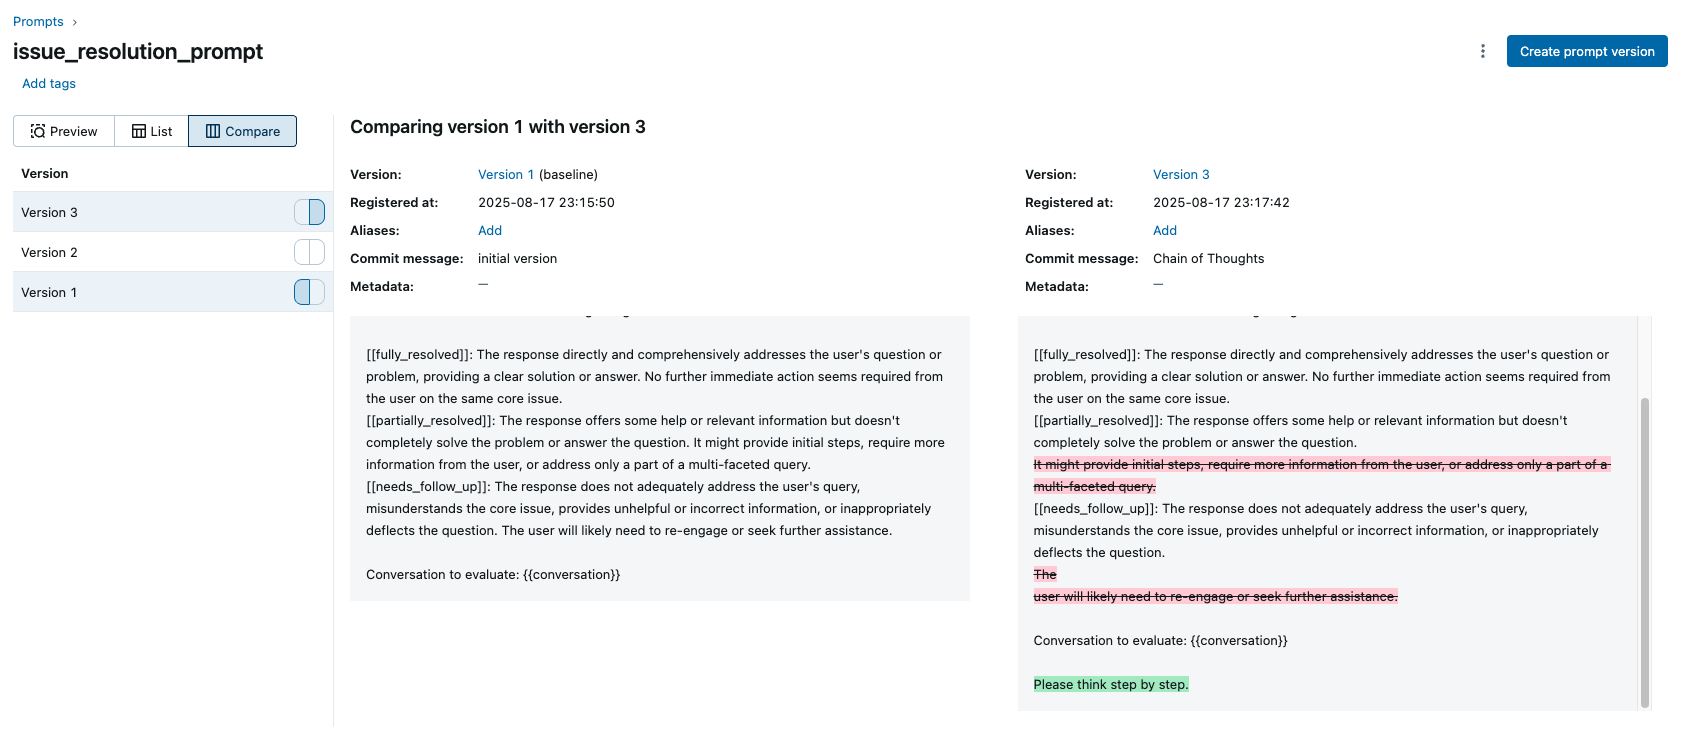 Prompts ›
issue_resolution_prompt
Create prompt version
Add tags
Preview
List
Compare
Version
Version 3
Version 2
Version 1
Comparing version 1 with version 3
Version: Version 1 (baseline)
Registered at: 2025-08-17 23:15:50
Aliases: Add
Commit message: initial version
Metadata: —
[[fully_resolved]]: The response directly and comprehensively addresses the user's question or
problem, providing a clear solution or answer. No further immediate action seems required from
the user on the same core issue.
[[partially_resolved]]: The response offers some help or relevant information but doesn't
completely solve the problem or answer the question. It might provide initial steps, require more
information from the user, or address only a part of a multi-faceted query.
[[needs_follow_up]]: The response does not adequately address the user's query,
misunderstands the core issue, provides unhelpful or incorrect information, or inappropriately
deflects the question. The user will likely need to re-engage or seek further assistance.
Conversation to evaluate: {{conversation}}
Version: Version 3
Registered at: 2025-08-17 23:17:42
Aliases: Add
Commit message: Chain of Thoughts
Metadata: —
[[fully_resolved]]: The response directly and comprehensively addresses the user's question or
problem, providing a clear solution or answer. No further immediate action seems required from
the user on the same core issue.
[[partially_resolved]]: The response offers some help or relevant information but doesn't
completely solve the problem or answer the question.
It might provide initial steps, require more information from the user, or address only a part of a
multi-faceted query.
[[needs_follow_up]]: The response does not adequately address the user's query,
misunderstands the core issue, provides unhelpful or incorrect information, or inappropriately
deflects the question.
The
user will likely need to re-engage or seek further assistance.
Conversation to evaluate: {{conversation}}
Please think step by step.